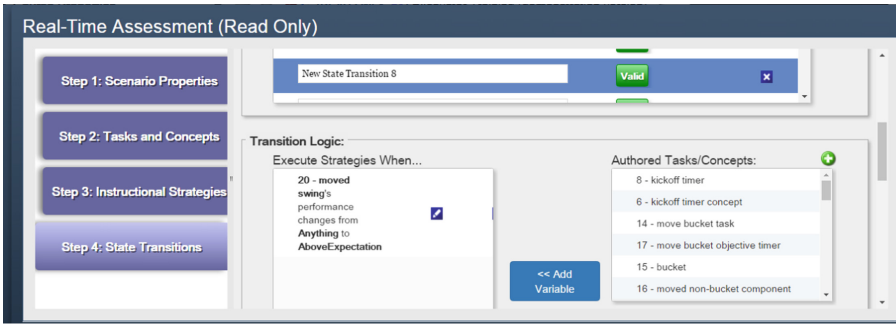 Real-Time Assessment (Read Only)
Step 1: Scenario Properties
Step 2: Tasks and Concepts
Step 3: Instructional Strategies
Step 4: State Transitions
New State Transition 8
Valid
Transition Logic:
Execute Strategies When...
20 - moved
swing's
performance
changes from
Anything to
AboveExpectation
<< Add
Variable
Authored Tasks/Concepts:
8 - kickoff timer
6 - kickoff timer concept
14 - move bucket task
17 - move bucket objective timer
15 - bucket
16 - moved non-bucket component